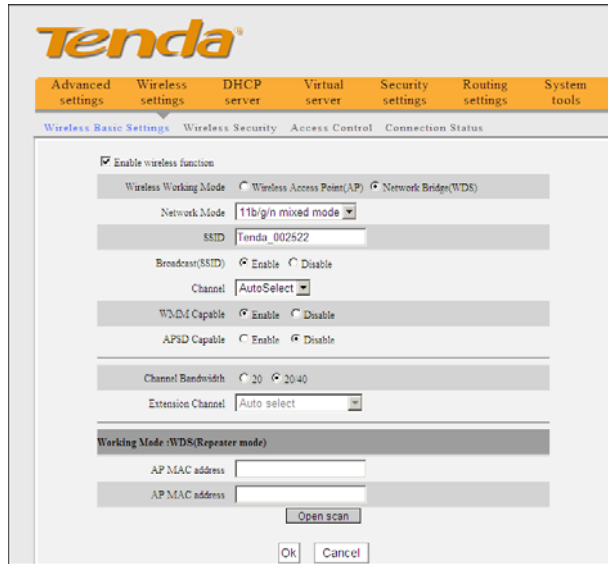 Tenda
Advanced settings Wireless settings DHCP server Virtual server Security settings Routing settings System tools
Wireless Basic Settings Wireless Security Access Control Connection Status
Enable wireless function
Wireless Working Mode Wireless Access Point(AP) Network Bridge(WDS)
Network Mode 11b/g/n mixed mode
SSID Tenda_002522
Broadcast(SSID) Enable Disable
Channel AutoSelect
WMM Capable Enable Disable
APSD Capable Enable Disable
Channel Bandwidth 20 20/40
Extension Channel Auto select
Working Mode :WDS(Repeater mode)
AP MAC address
AP MAC address
Open scan
Ok Cancel